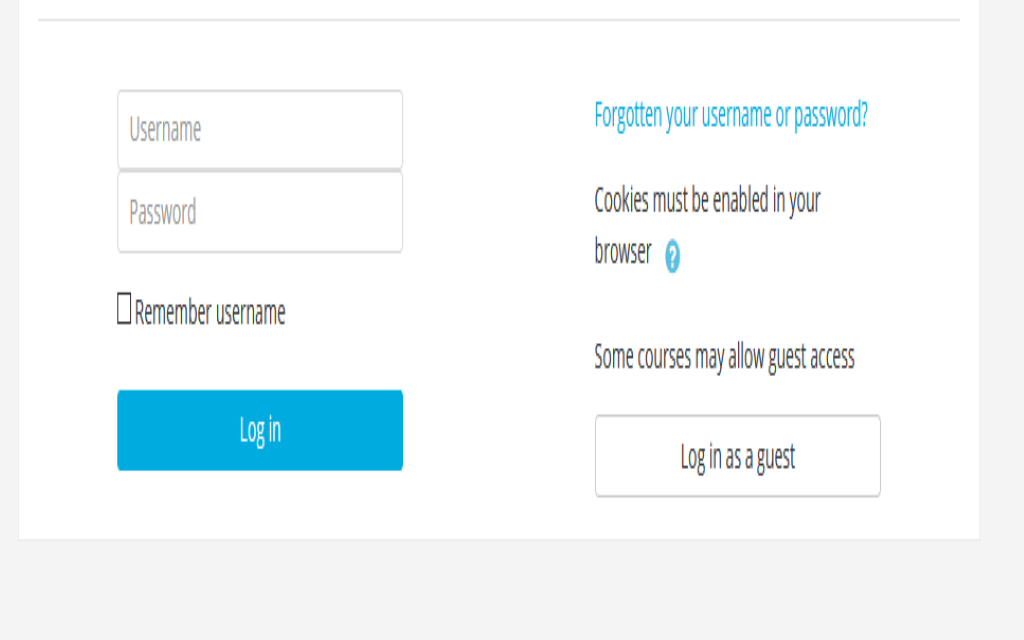 Username
Password
Remember username
Log in
Forgotten your username or password?
Cookies must be enabled in your
browser ?
Some courses may allow guest access
Log in as a guest